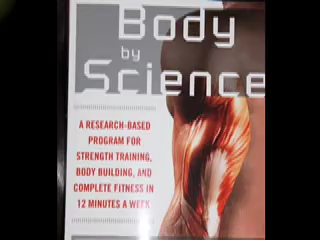 Body
by
Science
A RESEARCH-BASED
PROGRAM FOR
STRENGTH TRAINING,
BODY BUILDING, AND
COMPLETE FITNESS IN
12 MINUTES A WEEK